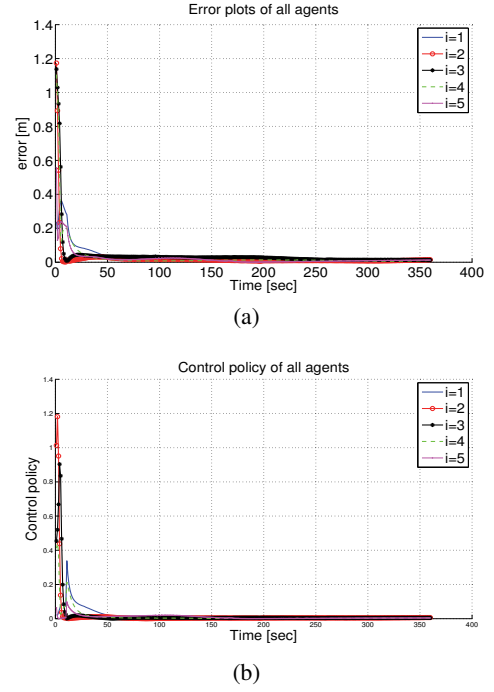 Error plots of all agents
1.4
1.2
1
0.8
0.6
0.4
0.2
0
error [m]
i=1
i=2
i=3
i=4
i=5
0 50 100 150 200 250 300 350 400
Time [sec]
(a)
Control policy of all agents
1.4
1.2
1
0.8
0.6
0.4
0.2
0
Control policy
i=1
i=2
i=3
i=4
i=5
0 50 100 150 200 250 300 350 400
Time [sec]
(b)